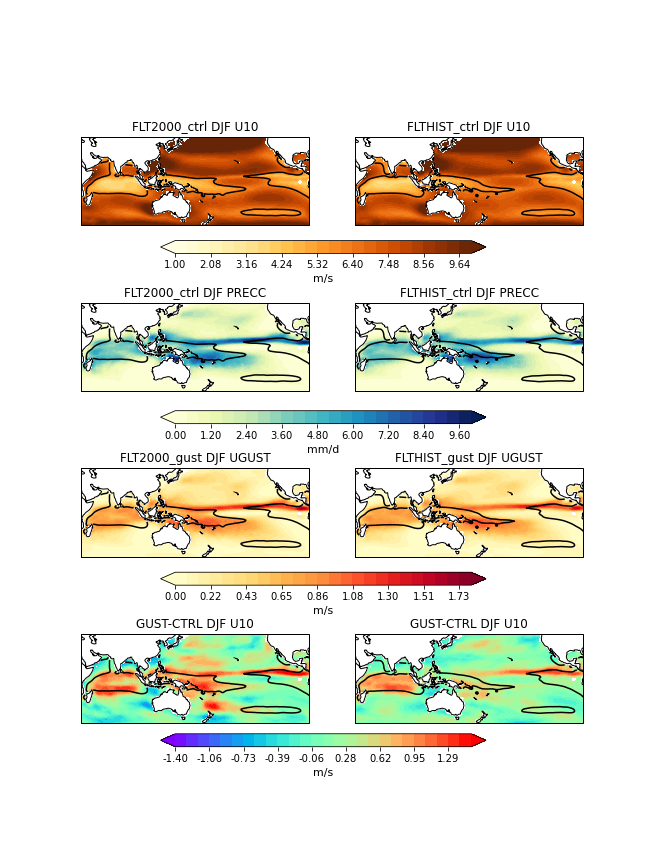 FLT2000_ctrl DJF U10
FLTHIST_ctrl DJF U10
1.00 2.08 3.16 4.24 5.32 6.40 7.48 8.56 9.64
m/s
FLT2000_ctrl DJF PRECC
FLTHIST_ctrl DJF PRECC
0.00 1.20 2.40 3.60 4.80 6.00 7.20 8.40 9.60
mm/d
FLT2000_gust DJF UGUST
FLTHIST_gust DJF UGUST
0.00 0.22 0.43 0.65 0.86 1.08 1.30 1.51 1.73
m/s
GUST-CTRL DJF U10
GUST-CTRL DJF U10
-1.40 -1.06 -0.73 -0.39 -0.06 0.28 0.62 0.95 1.29
m/s